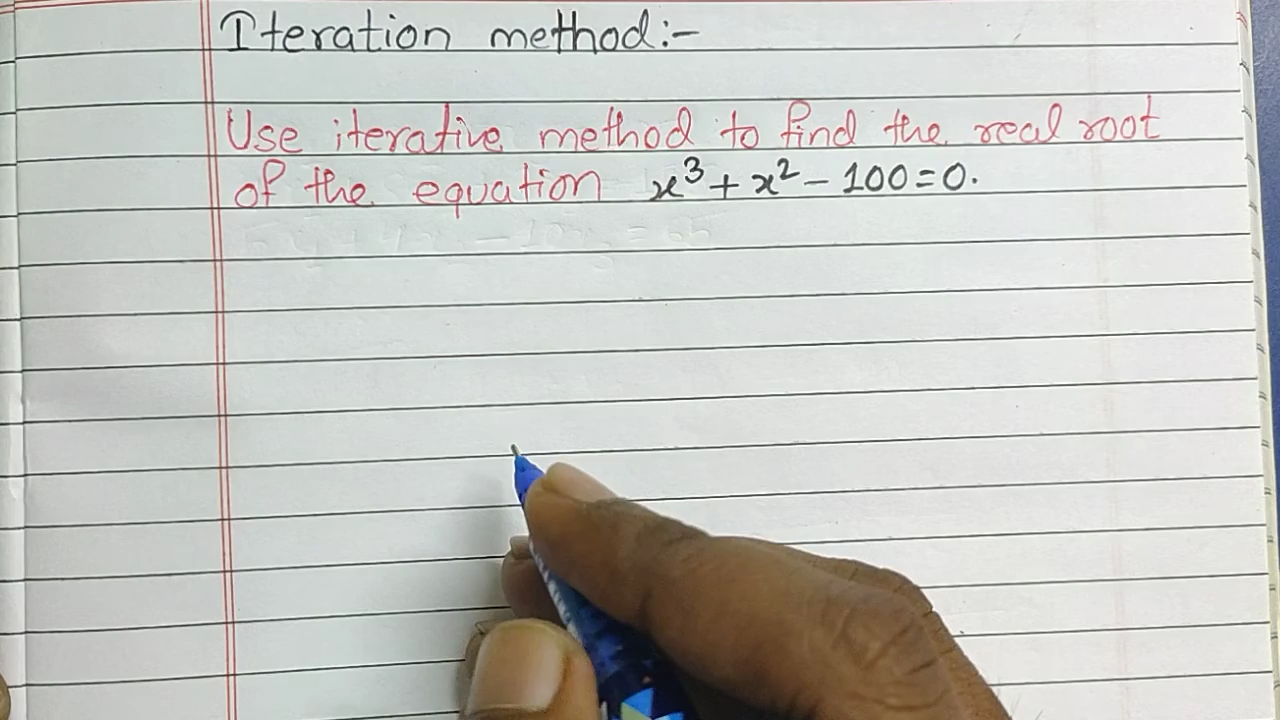 Iteration method:-
Use iterative method to find the real root
of the equation x³ + x² - 100 = 0.